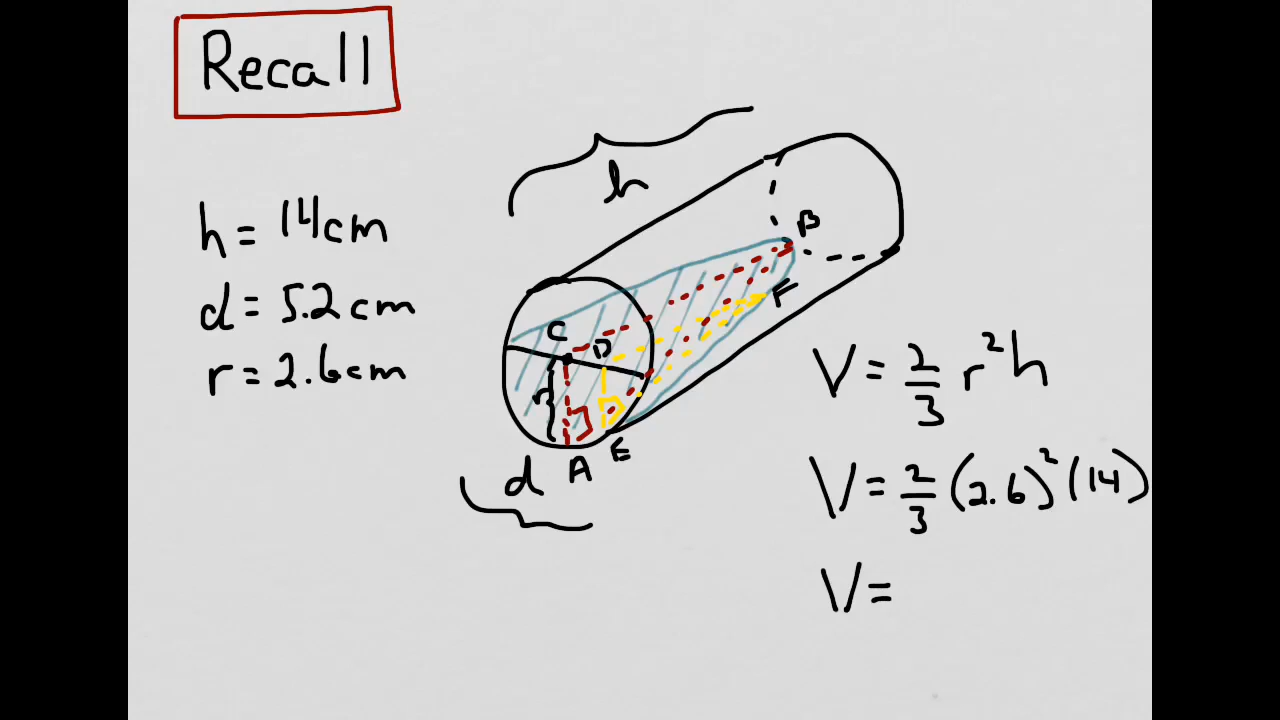 Recall
h
h = 14cm
d = 5.2cm
r = 2.6cm
B
F
C
D
r
E
A
d
V = 2/3 r²h
V = 2/3 (2.6)² (14)
V =